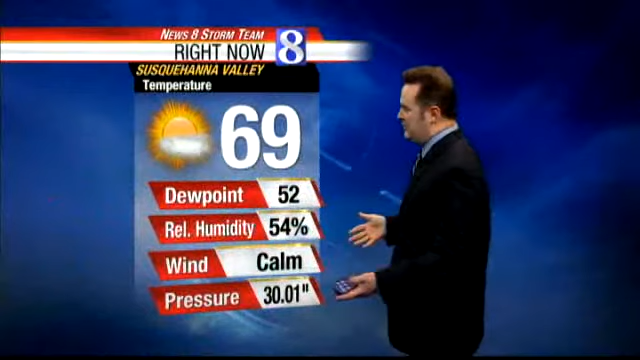 News 8 Storm Team
RIGHT NOW 8
SUSQUEHANNA VALLEY
Temperature
69
Dewpoint 52
Rel. Humidity 54%
Wind Calm
Pressure 30.01"